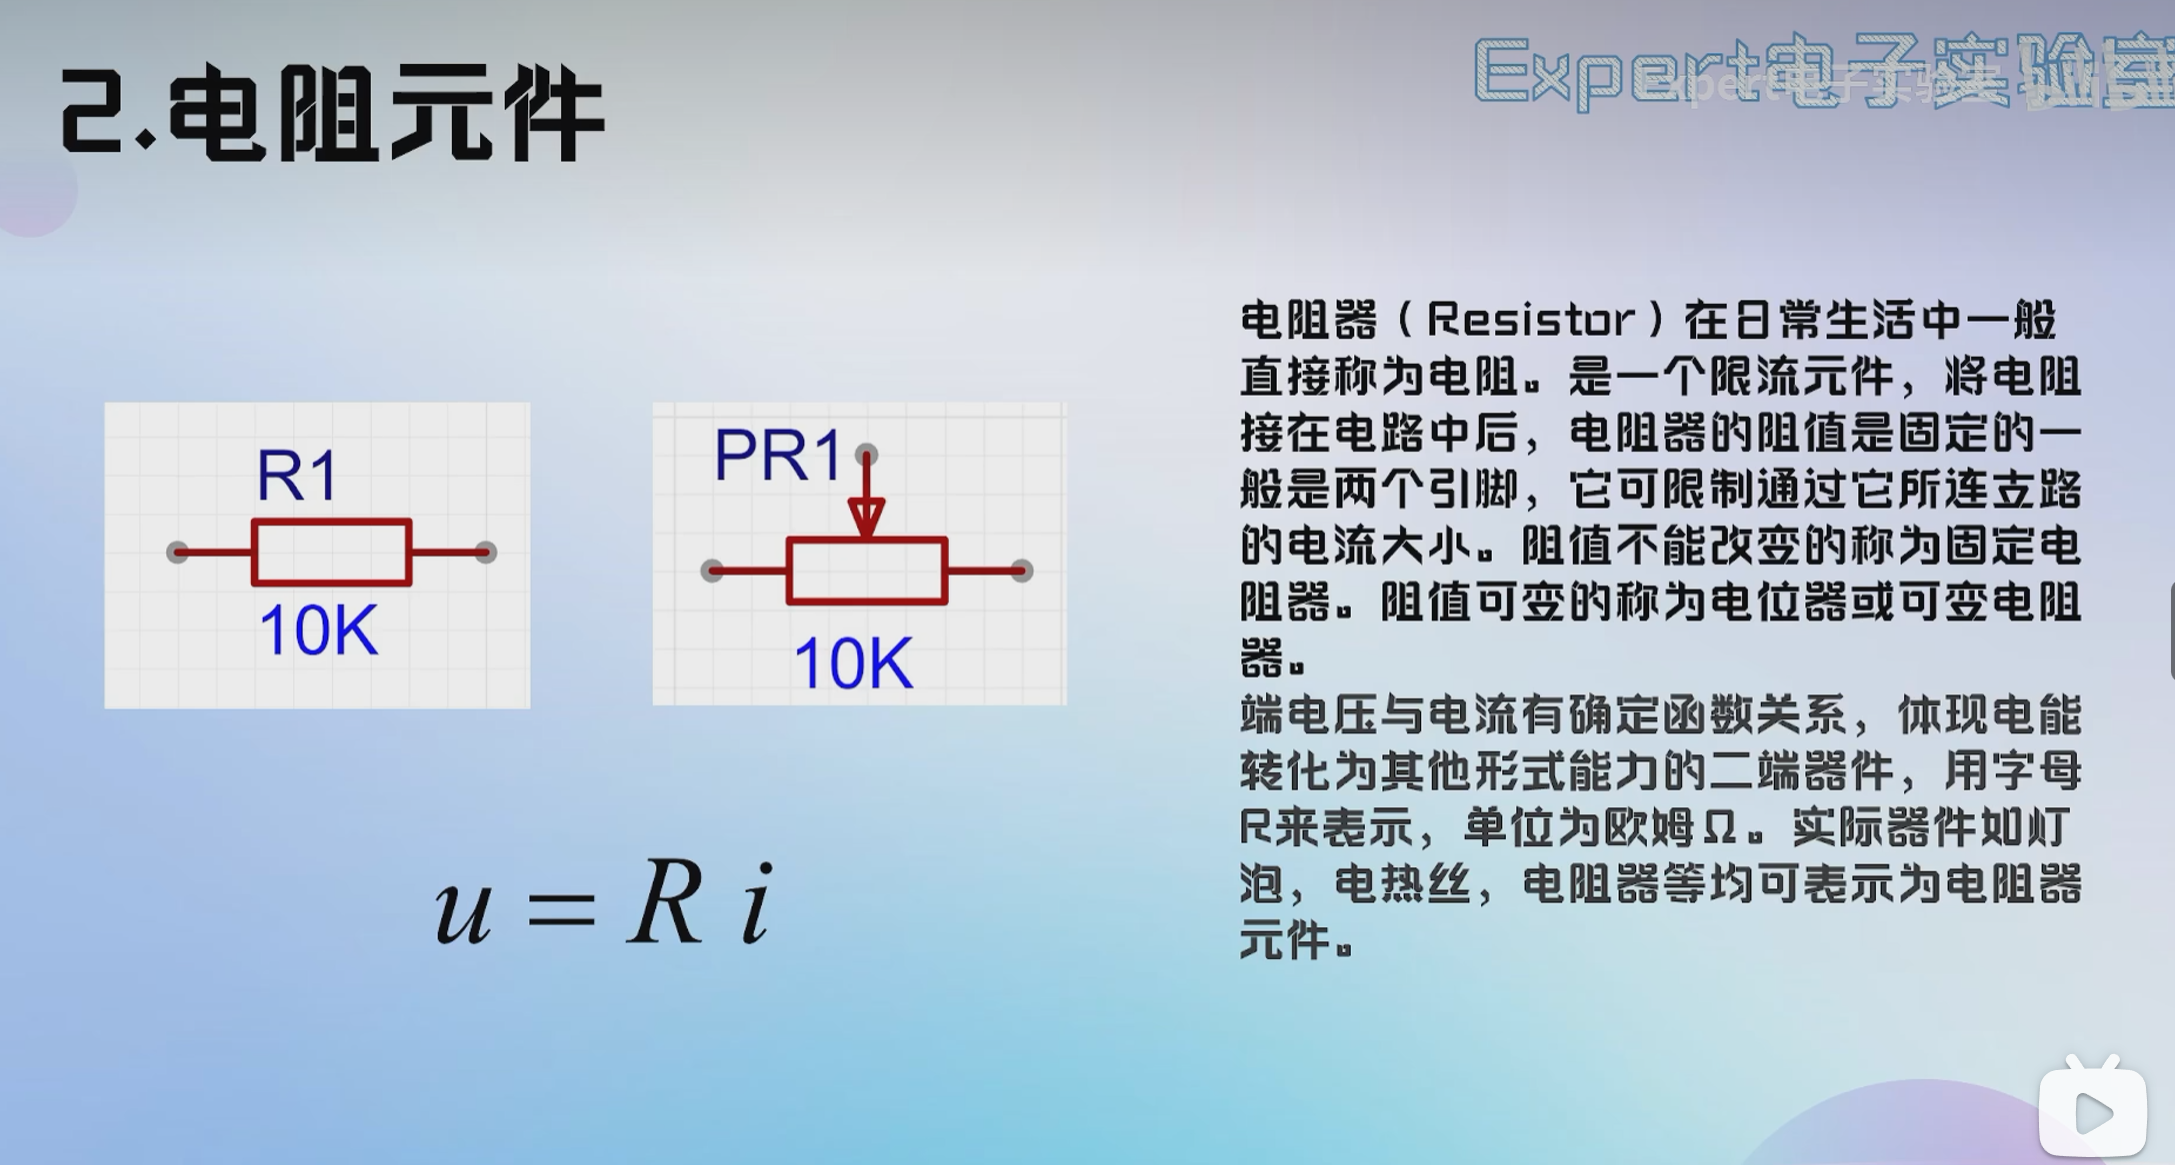 2.电阻元件
Expert电子实验室
R1
10K
PR1
10K
u = R i
电阻器（Resistor）在日常生活中一般
直接称为电阻。是一个限流元件，将电阻
接在电路中后，电阻器的阻值是固定的一
般是两个引脚，它可限制通过它所连支路
的电流大小。阻值不能改变的称为固定电
阻器。阻值可变的称为电位器或可变电阻
器。
端电压与电流有确定函数关系，体现电能
转化为其他形式能力的二端器件，用字母
R来表示，单位为欧姆Ω。实际器件如灯
泡，电热丝，电阻器等均可表示为电阻器
元件。